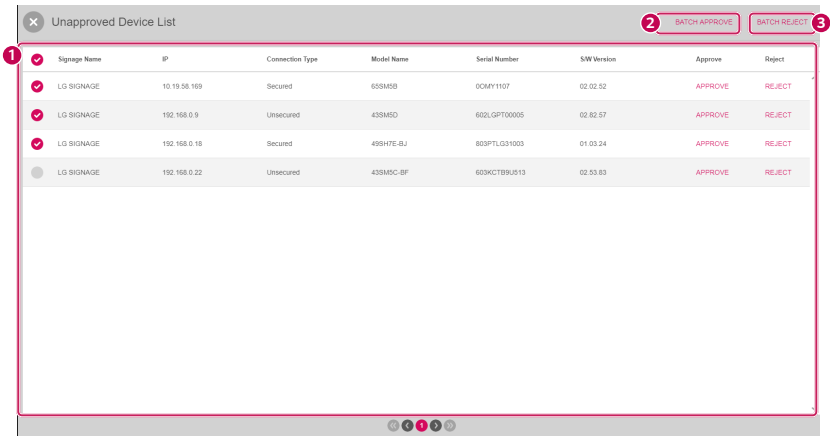 Unapproved Device List 2 BATCH APPROVE BATCH REJECT 3
1 Signage Name IP Connection Type Model Name Serial Number S/W Version Approve Reject
LG SIGNAGE 10.19.58.169 Secured 65SM5B 0OMY1107 02.02.52 APPROVE REJECT
LG SIGNAGE 192.168.0.9 Unsecured 43SM5D 602LGPT00005 02.82.57 APPROVE REJECT
LG SIGNAGE 192.168.0.18 Secured 49SH7E-BJ 803PTLG31003 01.03.24 APPROVE REJECT
LG SIGNAGE 192.168.0.22 Unsecured 43SM5C-BF 603KCTB9U513 02.53.83 APPROVE REJECT
1